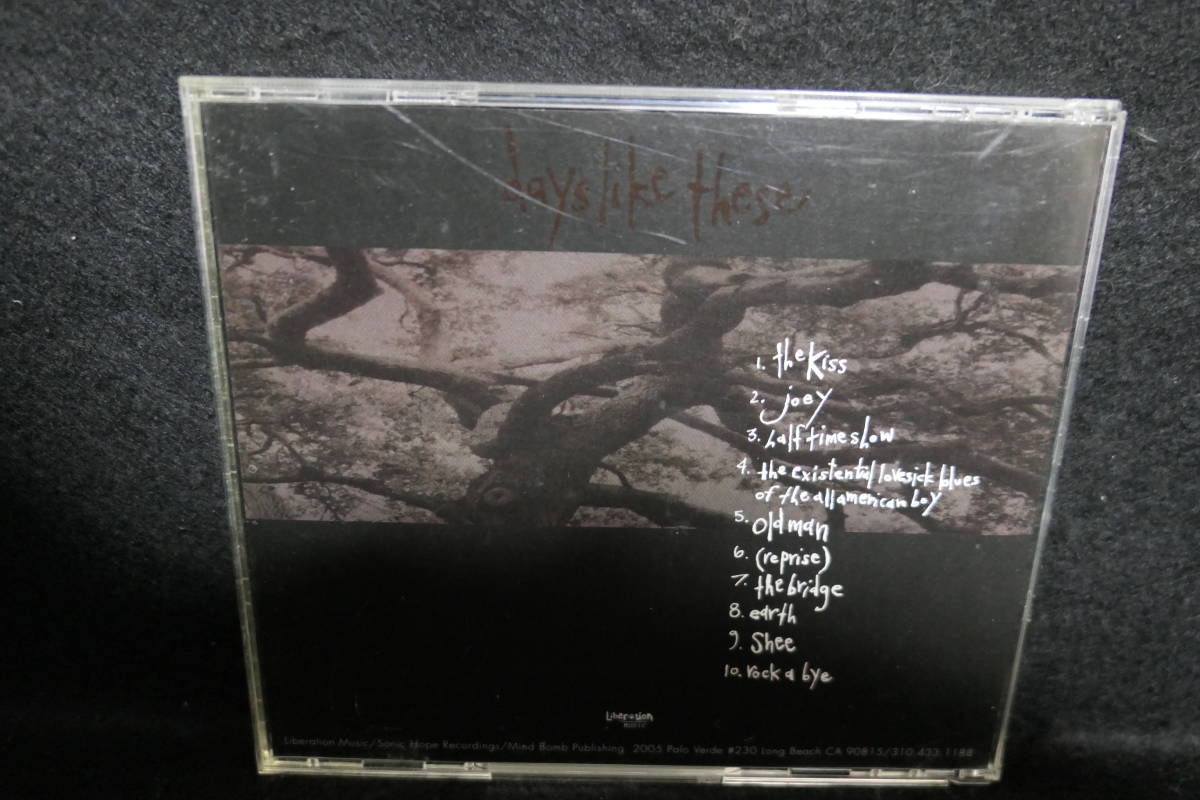 days like these
1. the Kiss
2. joey
3. half time show
4. the existential lovesick blues
of the all american boy
5. old man
6. (reprise)
7. the bridge
8. earth
9. Shee
10. rock a bye
Liberation
MUSIC
Liberation Music/Sonic Hope Recordings/Mind Bomb Publishing 2005 Palo Verde #230 Long Beach CA 90815/310.433.1188